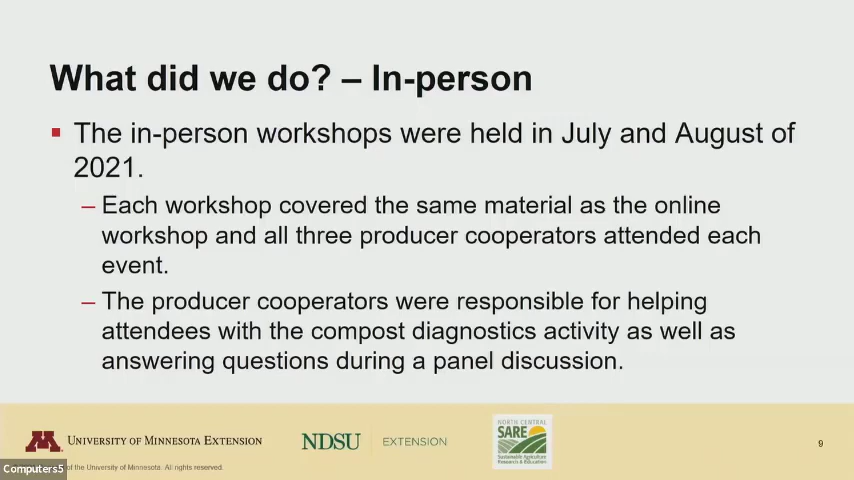 What did we do? – In-person
▪ The in-person workshops were held in July and August of
2021.
– Each workshop covered the same material as the online
workshop and all three producer cooperators attended each
event.
– The producer cooperators were responsible for helping
attendees with the compost diagnostics activity as well as
answering questions during a panel discussion.
M UNIVERSITY OF MINNESOTA EXTENSION
NDSU EXTENSION
NORTH CENTRAL
SARE
Sustainable Agriculture
Research & Education
9
Computers5
of the University of Minnesota. All rights reserved.